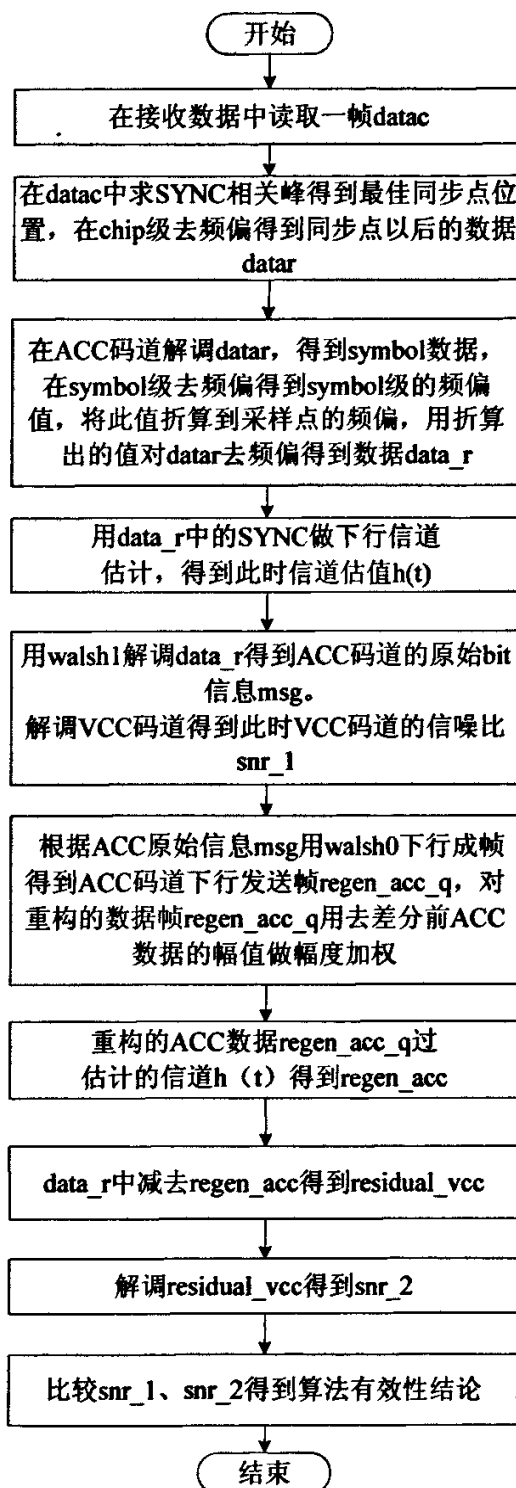 开始
在接收数据中读取一帧datac
在datac中求SYNC相关峰得到最佳同步点位
置，在chip级去频偏得到同步点以后的数据
datar
在ACC码道解调datar，得到symbol数据，
在symbol级去频偏得到symbol级的频偏
值，将此值折算到采样点的频偏，用折算
出的值对datar去频偏得到数据data_r
用data_r中的SYNC做下行信道
估计，得到此时信道估值h(t)
用walsh1解调data_r得到ACC码道的原始bit
信息msg。
解调VCC码道得到此时VCC码道的信噪比
snr_1
根据ACC原始信息msg用walsh0下行成帧
得到ACC码道下行发送帧regen_acc_q，对
重构的数据帧regen_acc_q用去差分前ACC
数据的幅值做幅度加权
重构的ACC数据regen_acc_q过
估计的信道h（t）得到regen_acc
data_r中减去regen_acc得到residual_vcc
解调residual_vcc得到snr_2
比较snr_1、snr_2得到算法有效性结论
结束